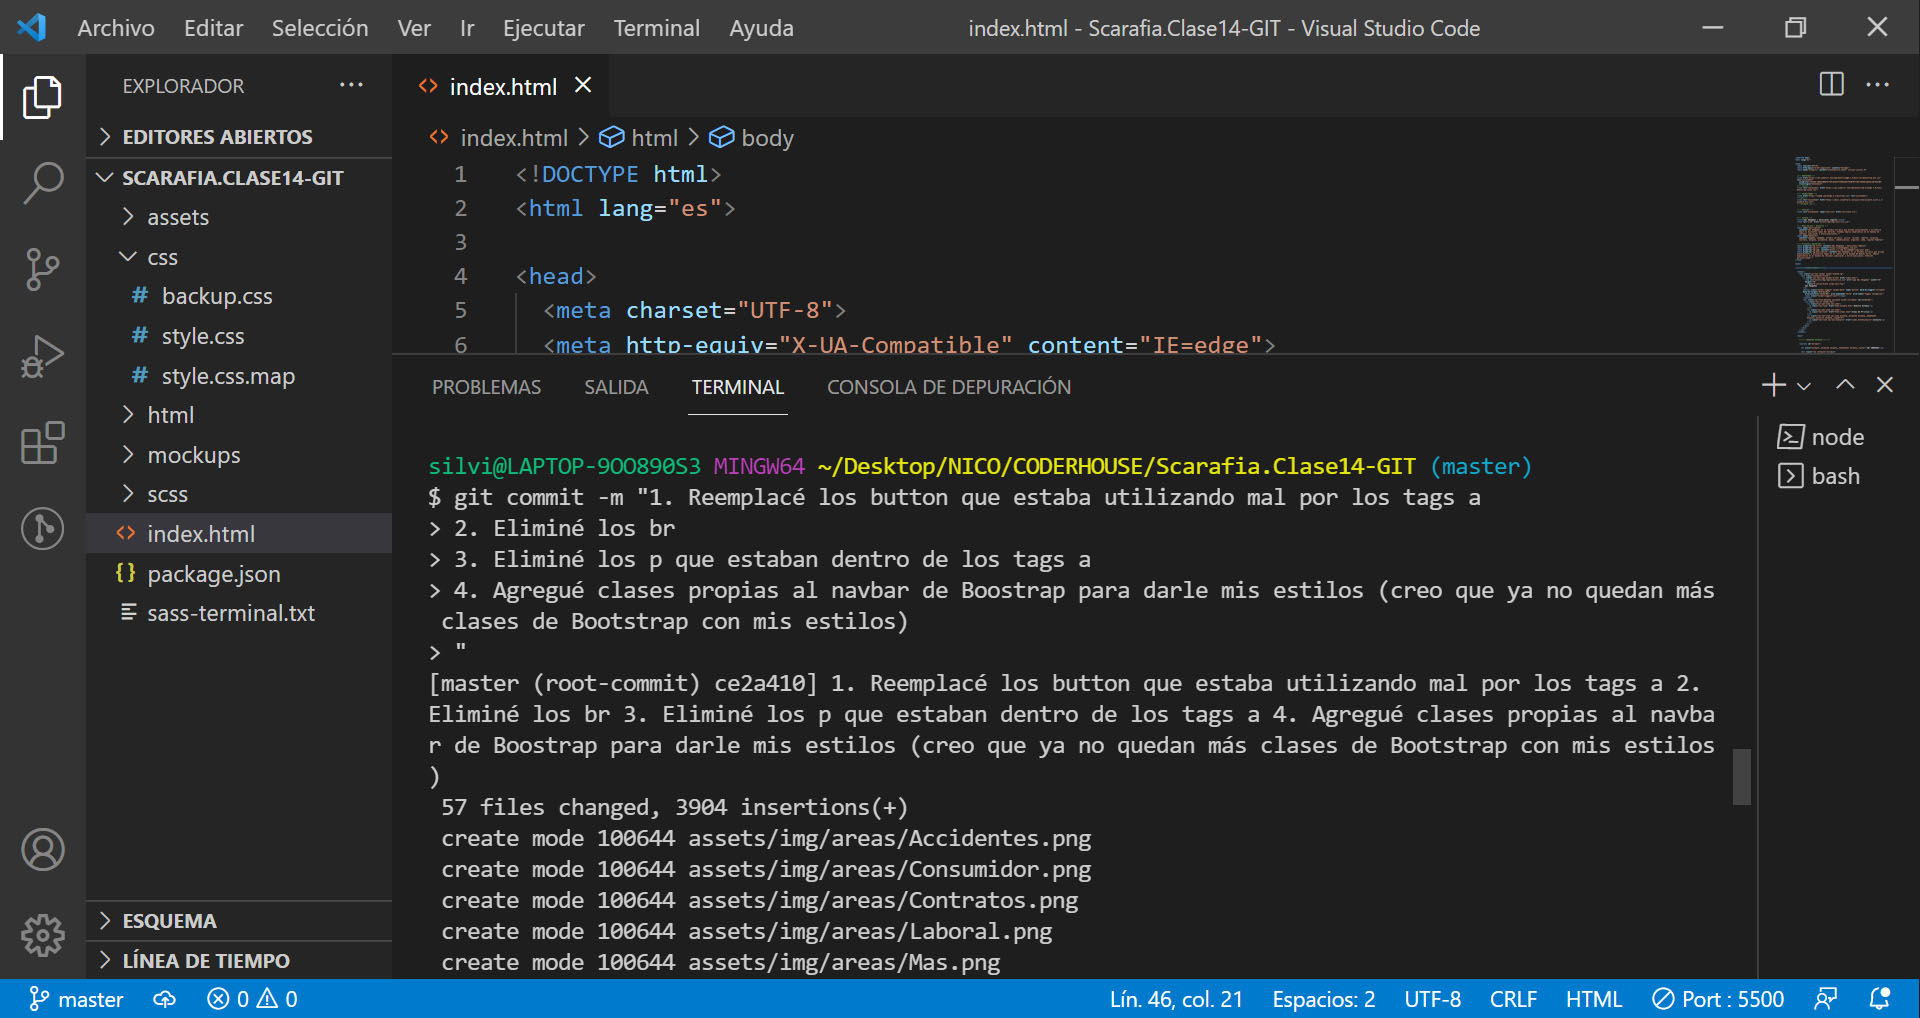 Archivo Editar Selección Ver Ir Ejecutar Terminal Ayuda index.html - Scarafia.Clase14-GIT - Visual Studio Code
EXPLORADOR
EDITORES ABIERTOS
SCARAFIA.CLASE14-GIT
assets
css
# backup.css
# style.css
# style.css.map
html
mockups
scss
<> index.html
{} package.json
sass-terminal.txt
ESQUEMA
LÍNEA DE TIEMPO
<> index.html
<> index.html > html > body
1 <!DOCTYPE html>
2 <html lang="es">
3
4 <head>
5 <meta charset="UTF-8">
6 <meta http-equiv="X-UA-Compatible" content="IE=edge">
PROBLEMAS SALIDA TERMINAL CONSOLA DE DEPURACIÓN
node
bash
silvi@LAPTOP-9OO890S3 MINGW64 ~/Desktop/NICO/CODERHOUSE/Scarafia.Clase14-GIT (master)
$ git commit -m "1. Reemplacé los button que estaba utilizando mal por los tags a
> 2. Eliminé los br
> 3. Eliminé los p que estaban dentro de los tags a
> 4. Agregué clases propias al navbar de Boostrap para darle mis estilos (creo que ya no quedan más
clases de Bootstrap con mis estilos)
> "
[master (root-commit) ce2a410] 1. Reemplacé los button que estaba utilizando mal por los tags a 2.
Eliminé los br 3. Eliminé los p que estaban dentro de los tags a 4. Agregué clases propias al navba
r de Boostrap para darle mis estilos (creo que ya no quedan más clases de Bootstrap con mis estilos
)
57 files changed, 3904 insertions(+)
create mode 100644 assets/img/areas/Accidentes.png
create mode 100644 assets/img/areas/Consumidor.png
create mode 100644 assets/img/areas/Contratos.png
create mode 100644 assets/img/areas/Laboral.png
create mode 100644 assets/img/areas/Mas.png
master 0 0 Lín. 46, col. 21 Espacios: 2 UTF-8 CRLF HTML Port : 5500